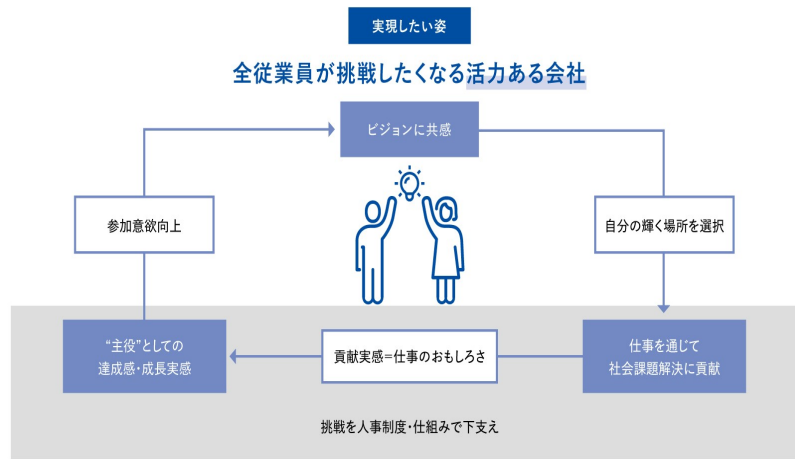 実現したい姿
全従業員が挑戦したくなる活力ある会社
ビジョンに共感
参加意欲向上
自分の輝く場所を選択
“主役”としての
達成感・成長実感
貢献実感=仕事のおもしろさ
仕事を通じて
社会課題解決に貢献
挑戦を人事制度・仕組みで下支え